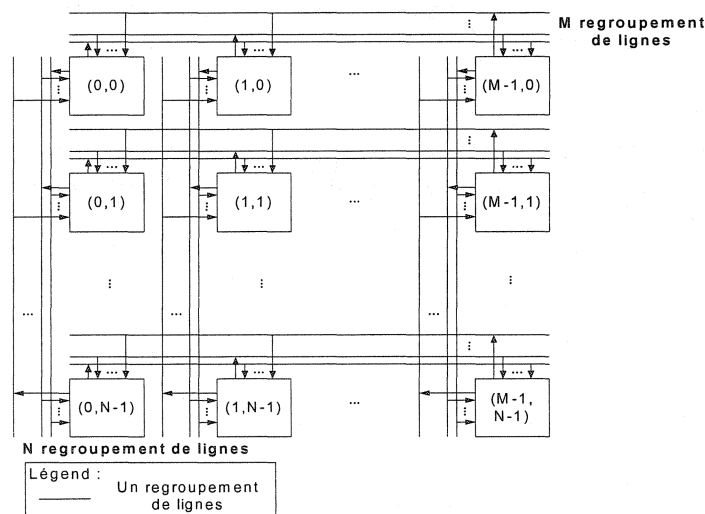 M regroupement
de lignes
(0,0) (1,0) ... (M-1,0)
(0,1) (1,1) ... (M-1,1)
(0,N-1) (1,N-1) ... (M-1,
N-1)
N regroupement de lignes
Légend :
Un regroupement
de lignes